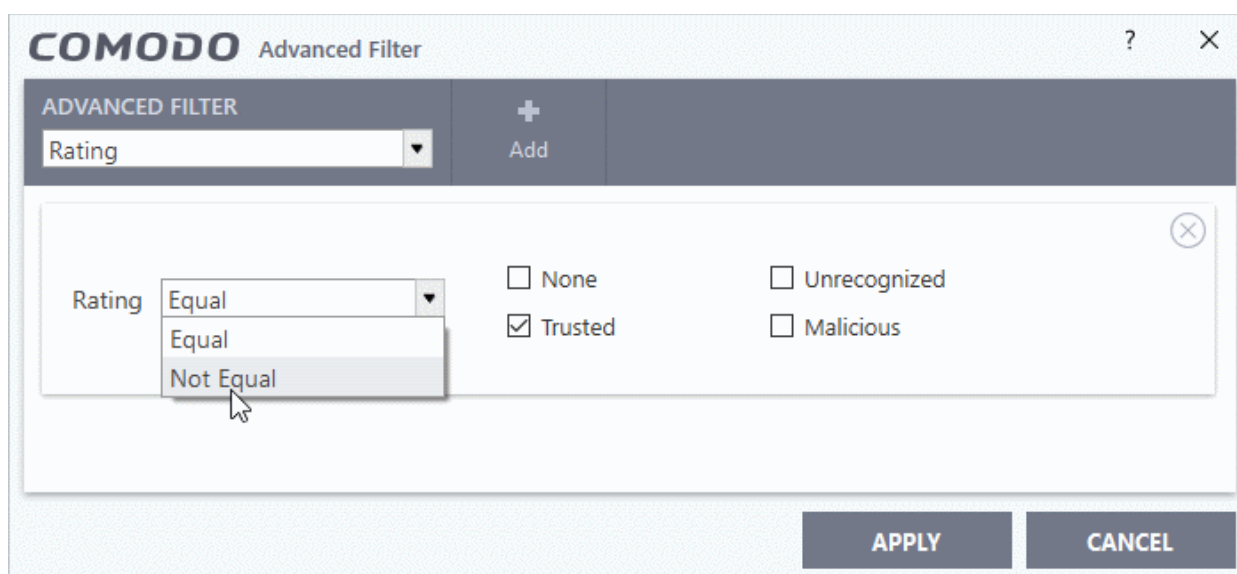 COMODO Advanced Filter ?
ADVANCED FILTER
Rating
Add
Rating Equal
Equal
Not Equal
None
Unrecognized
Trusted
Malicious
APPLY
CANCEL